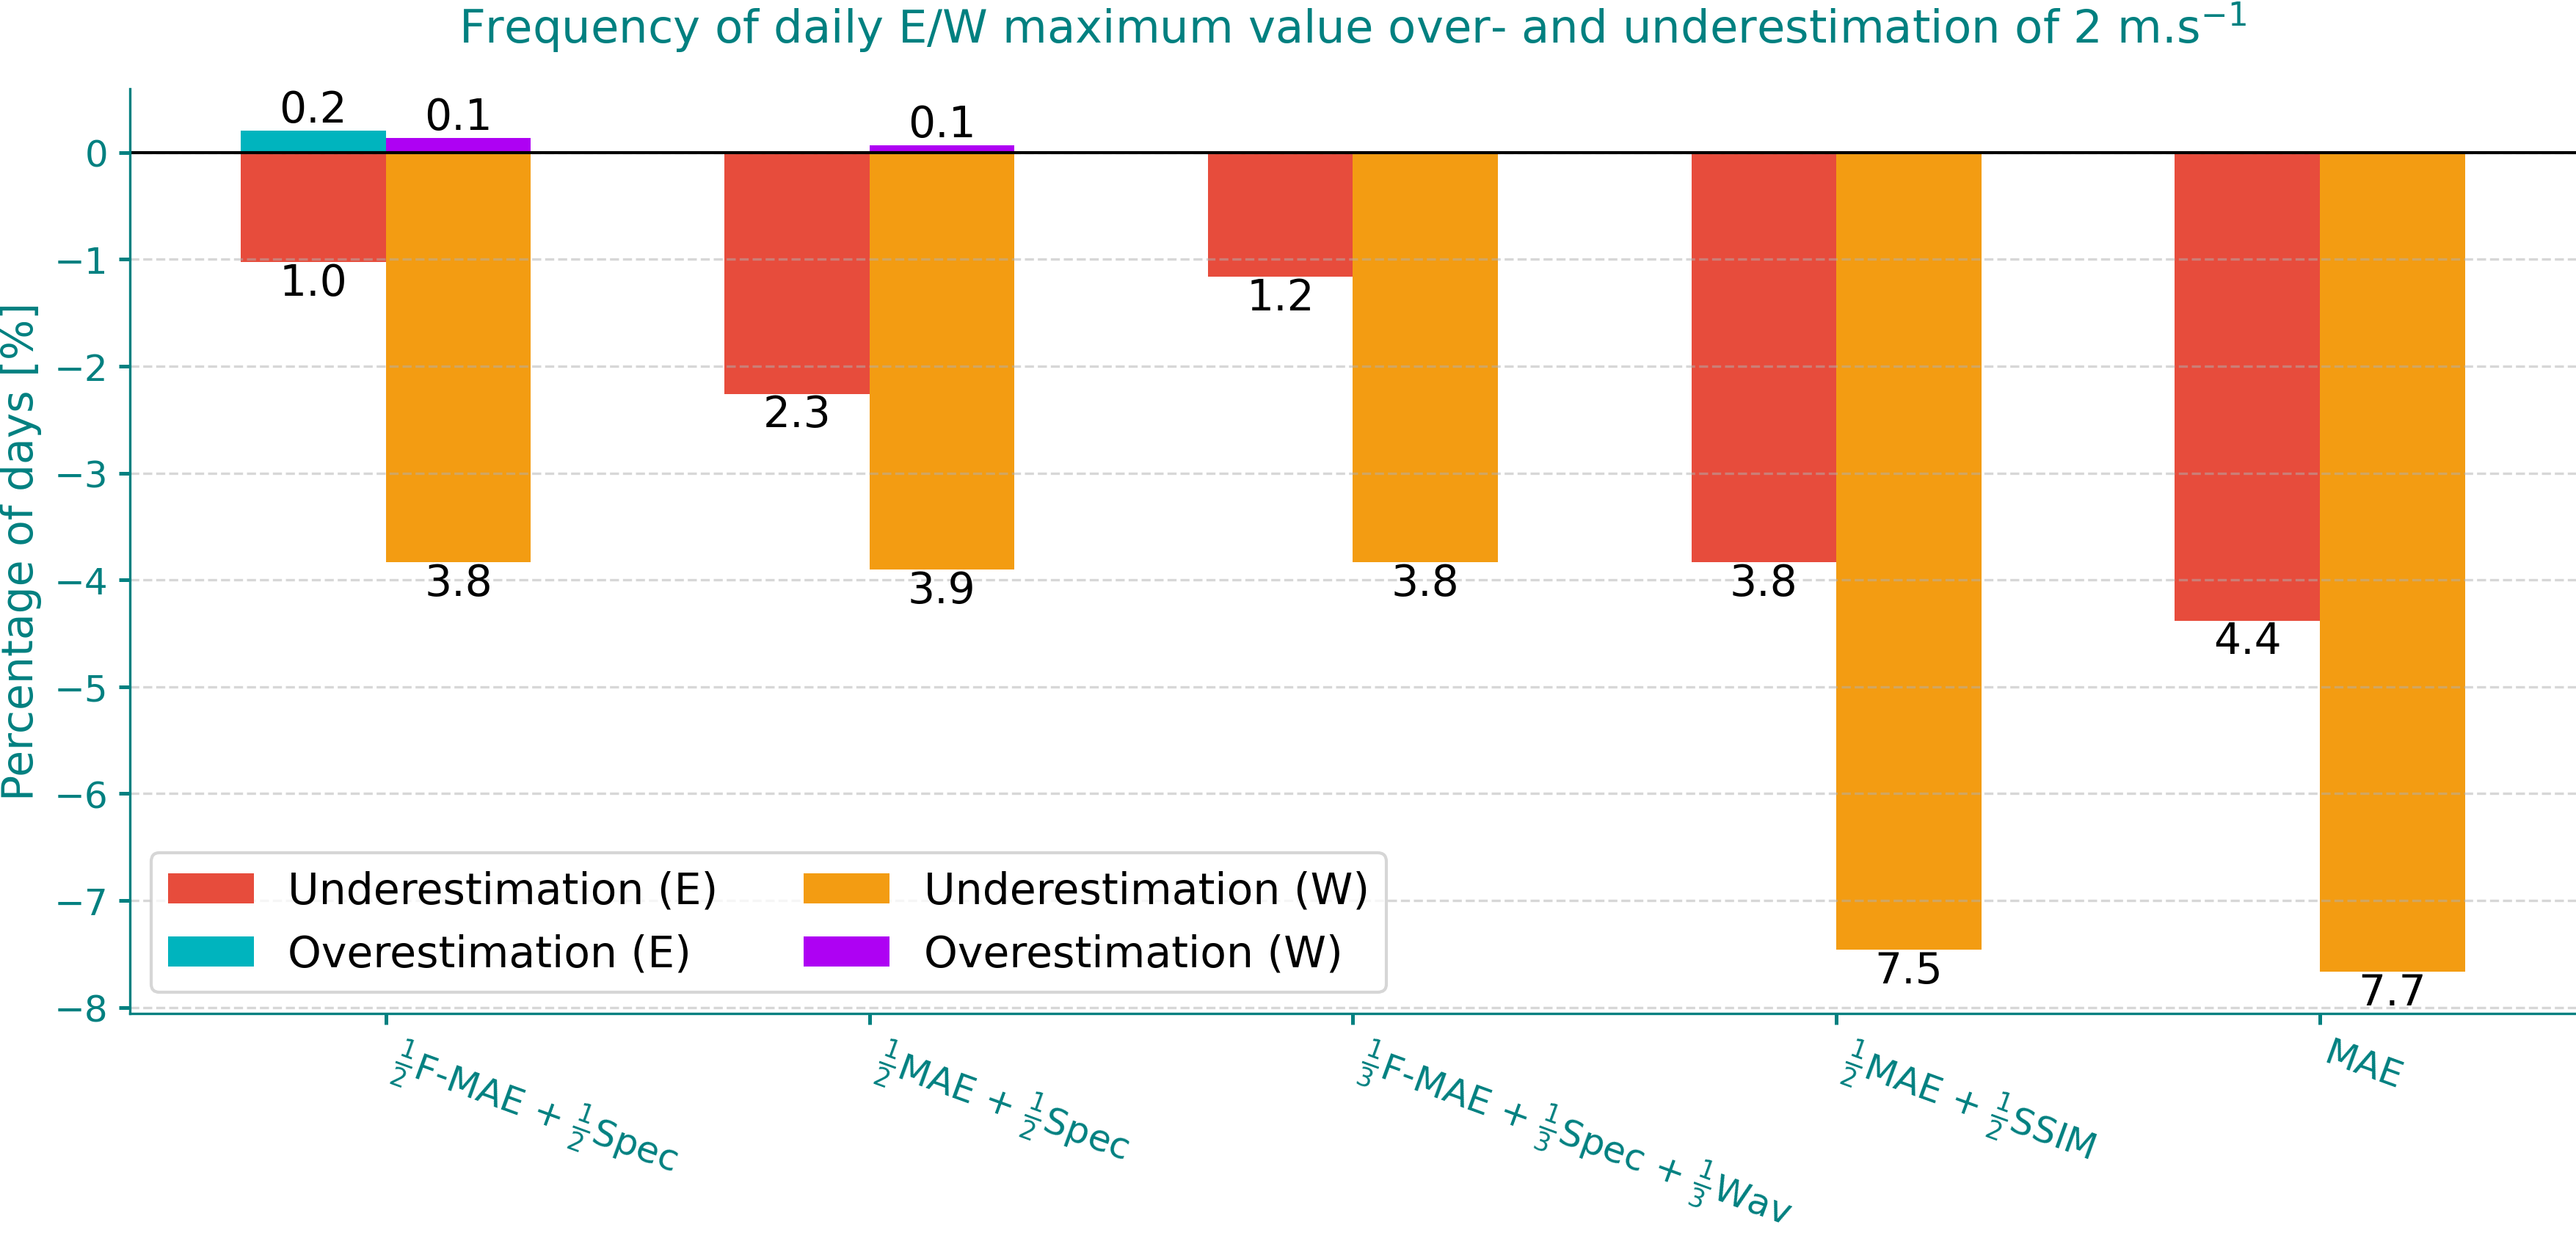 Frequency of daily E/W maximum value over- and underestimation of 2 m.s⁻¹
Percentage of days [%]
0
−1
−2
−3
−4
−5
−6
−7
−8
0.2
0.1
0.1
1.0
3.8
2.3
3.9
1.2
3.8
3.8
7.5
4.4
7.7
Underestimation (E)
Overestimation (E)
Underestimation (W)
Overestimation (W)
½F-MAE + ½Spec
½MAE + ½Spec
⅓F-MAE + ⅓Spec + ⅓Wav
½MAE + ½SSIM
MAE